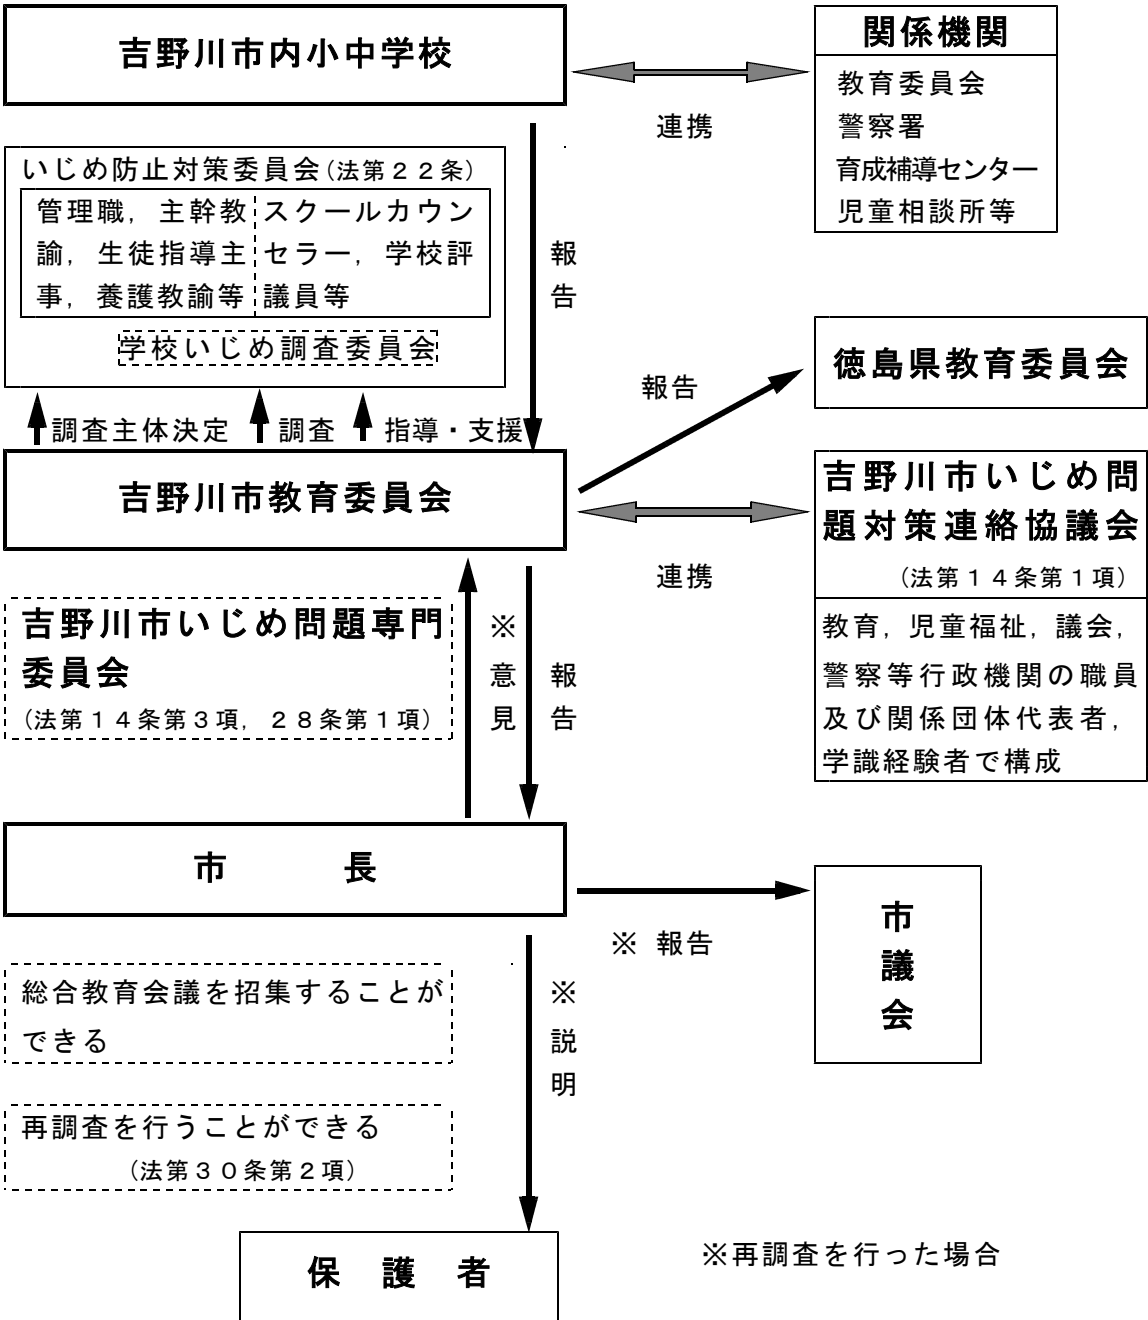 吉野川市内小中学校
関係機関
教育委員会
警察署
育成補導センター
児童相談所等
連携
いじめ防止対策委員会(法第２２条)
管理職，主幹教
諭，生徒指導主
事，養護教諭等
スクールカウン
セラー，学校評
議員等
学校いじめ調査委員会
報告
調査主体決定
調査
指導・支援
報告
徳島県教育委員会
吉野川市教育委員会
連携
吉野川市いじめ問
題対策連絡協議会
(法第１４条第１項)
教育，児童福祉，議会，
警察等行政機関の職員
及び関係団体代表者，
学識経験者で構成
吉野川市いじめ問題専門
委員会
(法第１４条第３項，２８条第１項)
※意見
報告
市　長
※ 報告
市議会
総合教育会議を招集することが
できる
※説明
再調査を行うことができる
(法第３０条第２項)
保　護　者
※再調査を行った場合